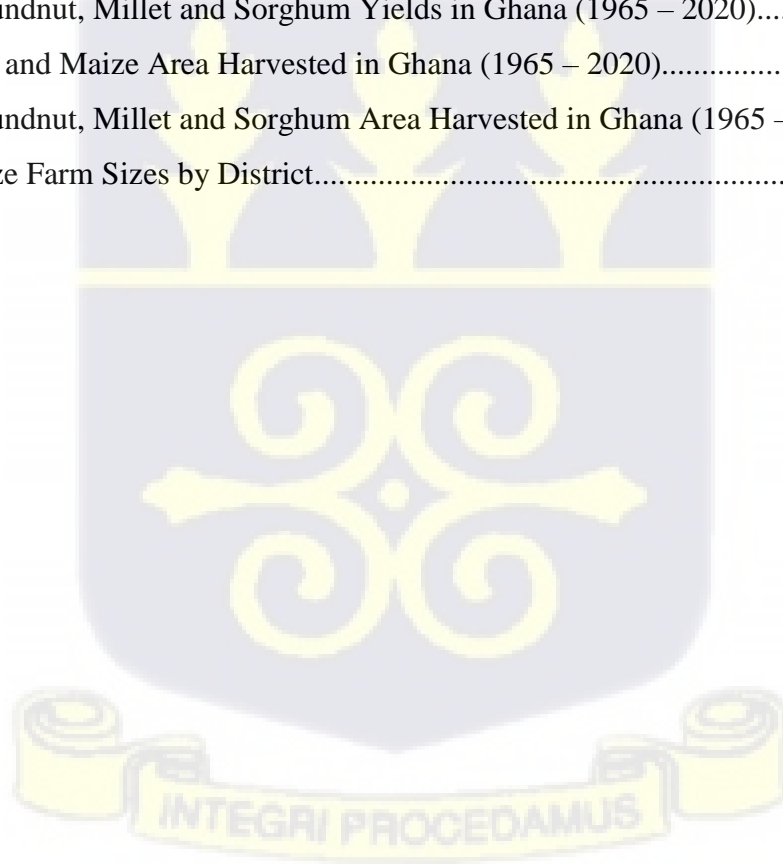 undnut, Millet and Sorghum Yields in Ghana (1965 – 2020)....
and Maize Area Harvested in Ghana (1965 – 2020)...............
undnut, Millet and Sorghum Area Harvested in Ghana (1965 –
ze Farm Sizes by District............................................................
INTEGRI PROCEDAMUS